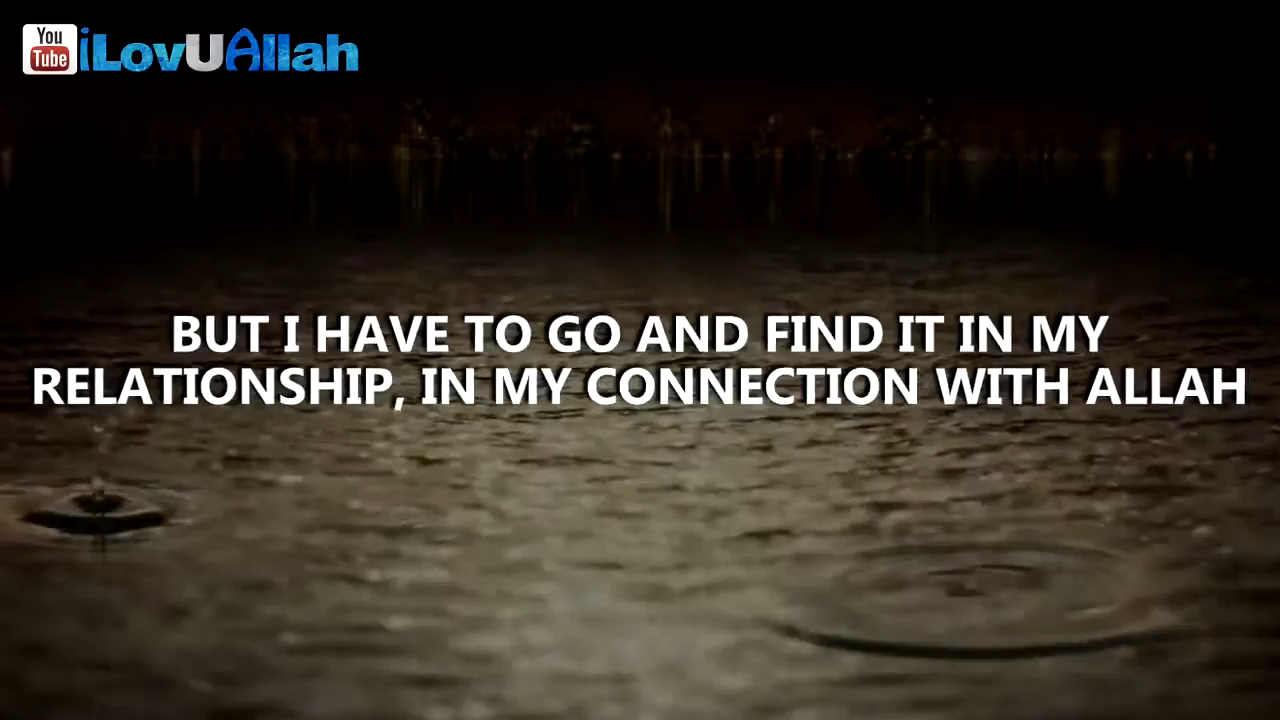 You
Tube iLovUAllah
BUT I HAVE TO GO AND FIND IT IN MY
RELATIONSHIP, IN MY CONNECTION WITH ALLAH